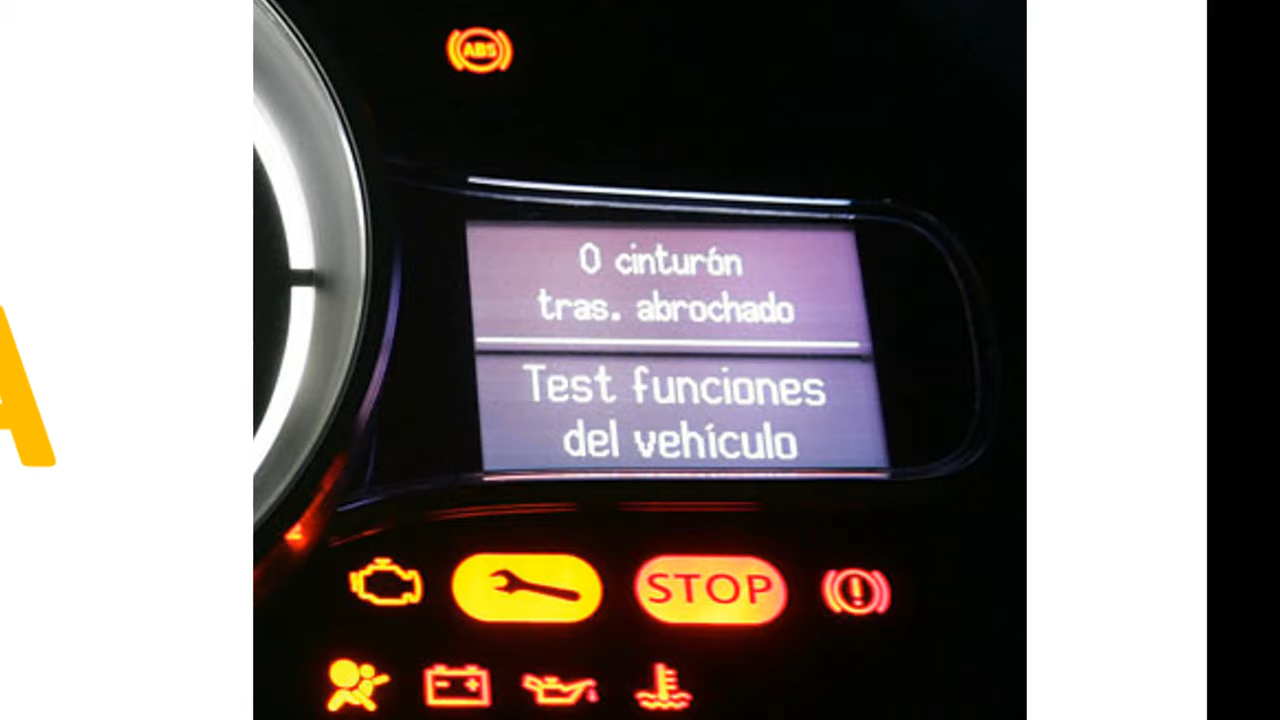 ABS
0 cinturón
tras. abrochado
Test funciones
del vehículo
STOP
A